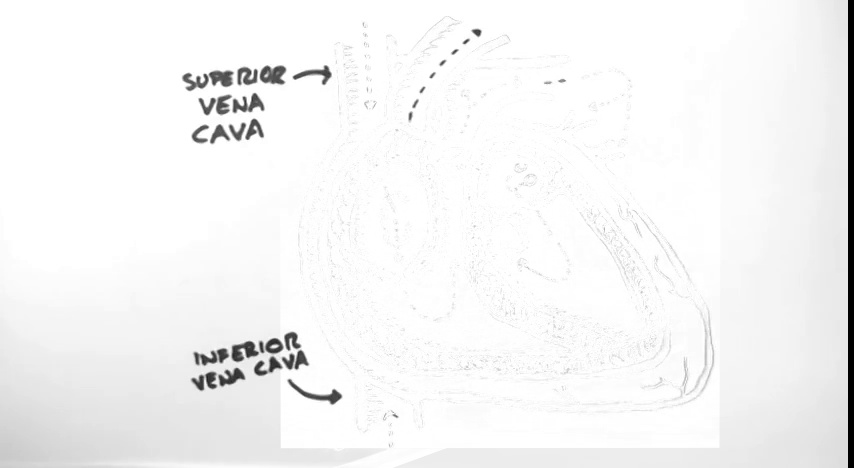 SUPERIOR
VENA
CAVA
INFERIOR
VENA CAVA